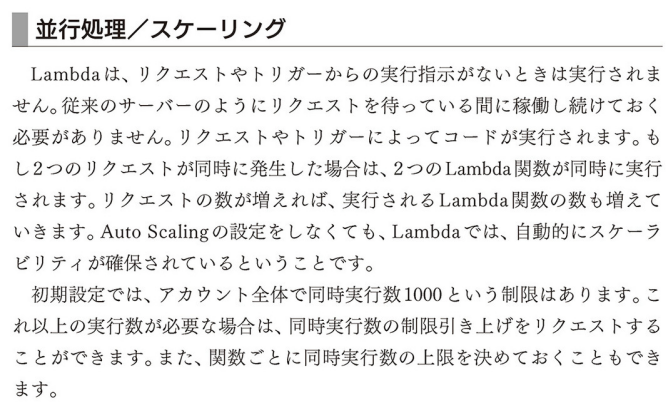 並行処理／スケーリング
Lambdaは、リクエストやトリガーからの実行指示がないときは実行されま
せん。従来のサーバーのようにリクエストを待っている間に稼働し続けておく
必要がありません。リクエストやトリガーによってコードが実行されます。も
し2つのリクエストが同時に発生した場合は、2つのLambda関数が同時に実行
されます。リクエストの数が増えれば、実行されるLambda関数の数も増えて
いきます。Auto Scalingの設定をしなくても、Lambdaでは、自動的にスケーラ
ビリティが確保されているということです。
初期設定では、アカウント全体で同時実行数1000という制限はあります。こ
れ以上の実行数が必要な場合は、同時実行数の制限引き上げをリクエストする
ことができます。また、関数ごとに同時実行数の上限を決めておくこともでき
ます。